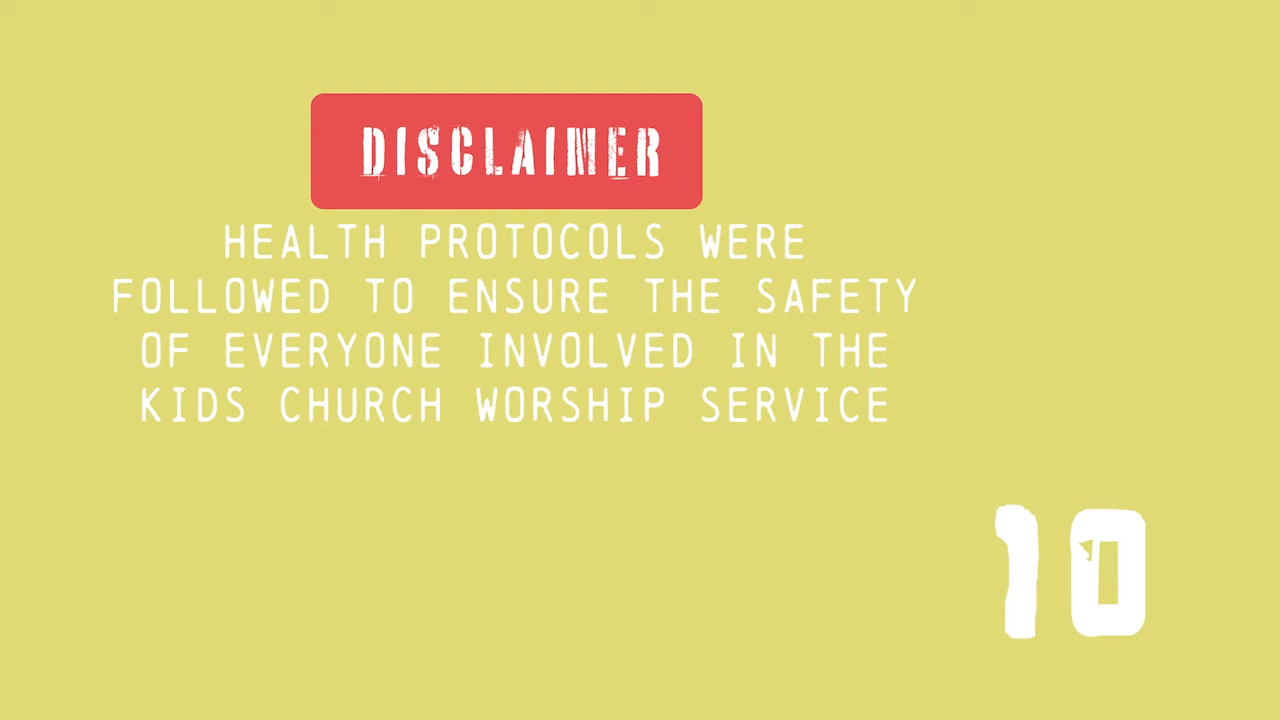 DISCLAIMER
HEALTH PROTOCOLS WERE
FOLLOWED TO ENSURE THE SAFETY
OF EVERYONE INVOLVED IN THE
KIDS CHURCH WORSHIP SERVICE
10